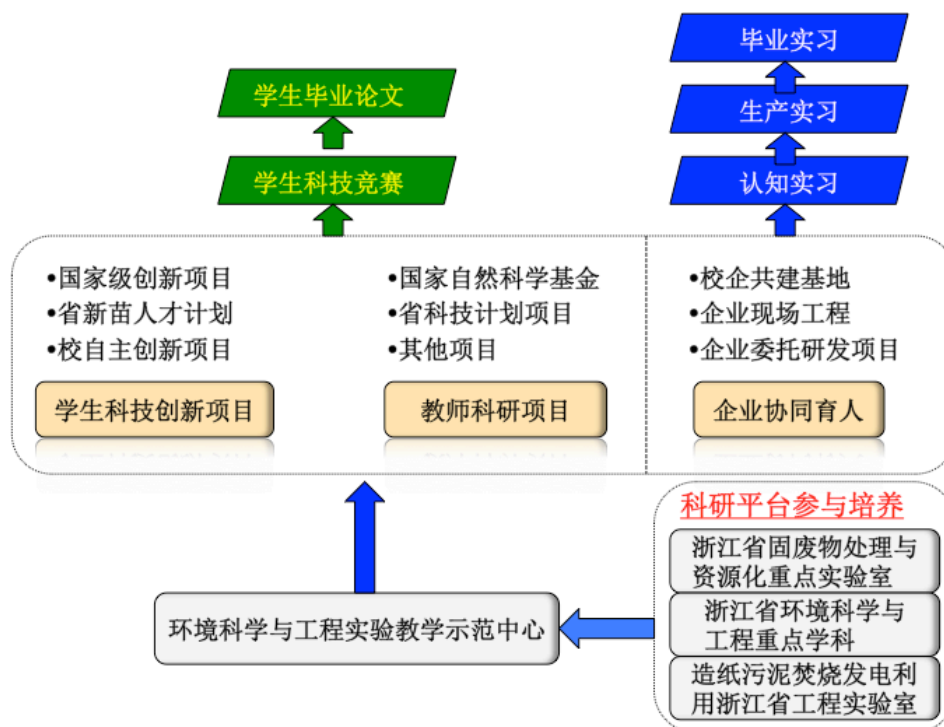 毕业实习
学生毕业论文
生产实习
学生科技竞赛
认知实习
•国家级创新项目
•省新苗人才计划
•校自主创新项目
学生科技创新项目
•国家自然科学基金
•省科技计划项目
•其他项目
教师科研项目
•校企共建基地
•企业现场工程
•企业委托研发项目
企业协同育人
科研平台参与培养
浙江省固废物处理与
资源化重点实验室
浙江省环境科学与
工程重点学科
造纸污泥焚烧发电利
用浙江省工程实验室
环境科学与工程实验教学示范中心